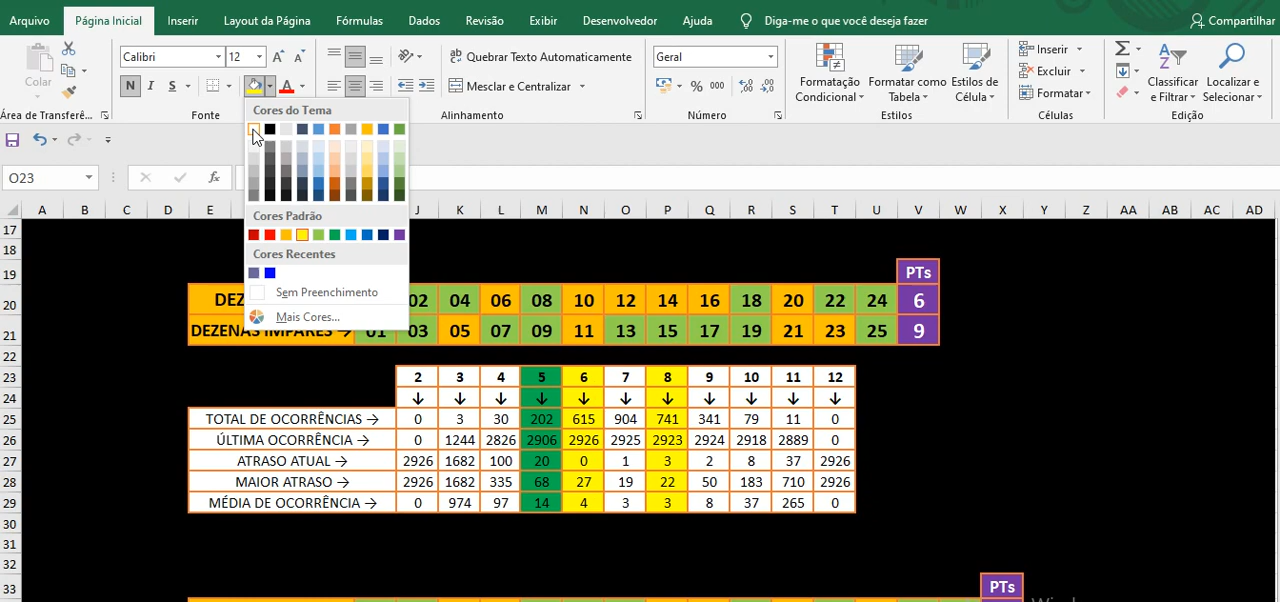 Arquivo Página Inicial Inserir Layout da Página Fórmulas Dados Revisão Exibir Desenvolvedor Ajuda Diga-me o que você deseja fazer Compartilhar
Colar
Calibri 12
N I S
Quebrar Texto Automaticamente
Mesclar e Centralizar
Geral
% 000
Formatação Condicional
Formatar como Tabela
Estilos de Célula
Inserir
Excluir
Formatar
Classificar e Filtrar
Localizar e Selecionar
Área de Transferê... Fonte Alinhamento Número Estilos Células Edição
Cores do Tema
Cores Padrão
Cores Recentes
Sem Preenchimento
Mais Cores...
O23
A B C D E J K L M N O P Q R S T U V W X Y Z AA AB AC AD
17
18
19 PTs
20 DEZ 02 04 06 08 10 12 14 16 18 20 22 24 6
21 DEZENAS ÍMPARES → 01 03 05 07 09 11 13 15 17 19 21 23 25 9
22
23 2 3 4 5 6 7 8 9 10 11 12
24 ↓ ↓ ↓ ↓ ↓ ↓ ↓ ↓ ↓ ↓ ↓
25 TOTAL DE OCORRÊNCIAS → 0 3 30 202 615 904 741 341 79 11 0
26 ÚLTIMA OCORRÊNCIA → 0 1244 2826 2906 2926 2925 2923 2924 2918 2889 0
27 ATRASO ATUAL → 2926 1682 100 20 0 1 3 2 8 37 2926
28 MAIOR ATRASO → 2926 1682 335 68 27 19 22 50 183 710 2926
29 MÉDIA DE OCORRÊNCIA → 0 974 97 14 4 3 3 8 37 265 0
30
31
32
33 PTs